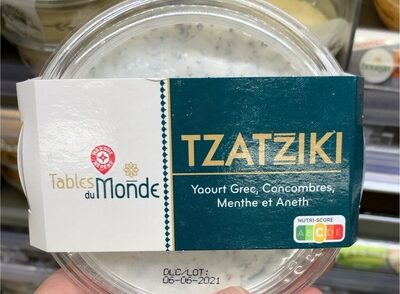 MARQUE REPÈRE
Tables
du Monde
TZATZIKI
Yaourt Grec, Concombres,
Menthe et Aneth
NUTRI-SCORE
A B C D E
DLC/LOT:
06-06-2021